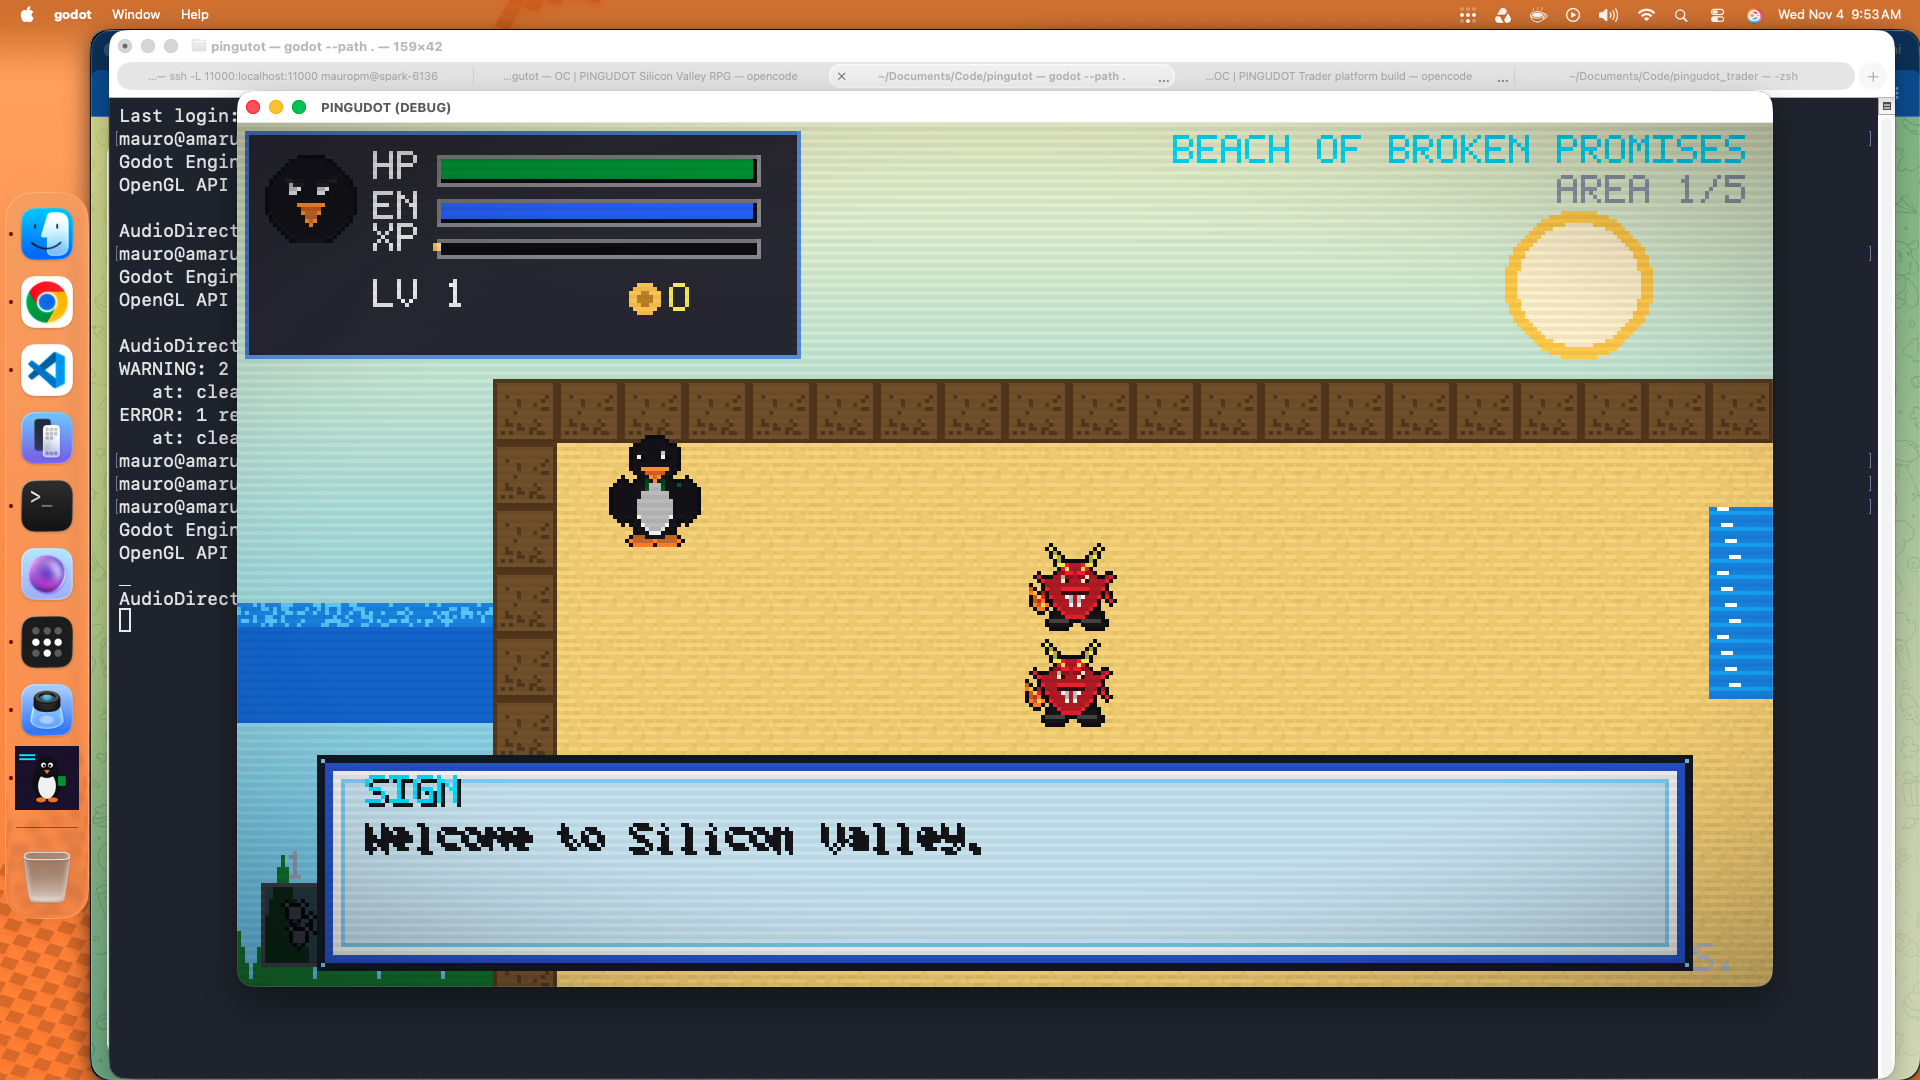 godot Window Help
Wed Nov 4 9:53 AM
pingutot — godot --path . — 159×42
...— ssh -L 11000:localhost:11000 mauropm@spark-6136
...gutot — OC | PINGUDOT Silicon Valley RPG — opencode
~/Documents/Code/pingutot — godot --path .
...OC | PINGUDOT Trader platform build — opencode
~/Documents/Code/pingudot_trader — -zsh
Last login:
PINGUDOT (DEBUG)
mauro@amaru
Godot Engin
OpenGL API
AudioDirect
mauro@amaru
Godot Engin
OpenGL API
AudioDirect
WARNING: 2
at: clea
ERROR: 1 re
at: clea
mauro@amaru
mauro@amaru
mauro@amaru
Godot Engin
OpenGL API
AudioDirect
HP
EN
XP
LV 1
0
BEACH OF BROKEN PROMISES
AREA 1/5
SIGN
Welcome to Silicon Valley.
1
s.